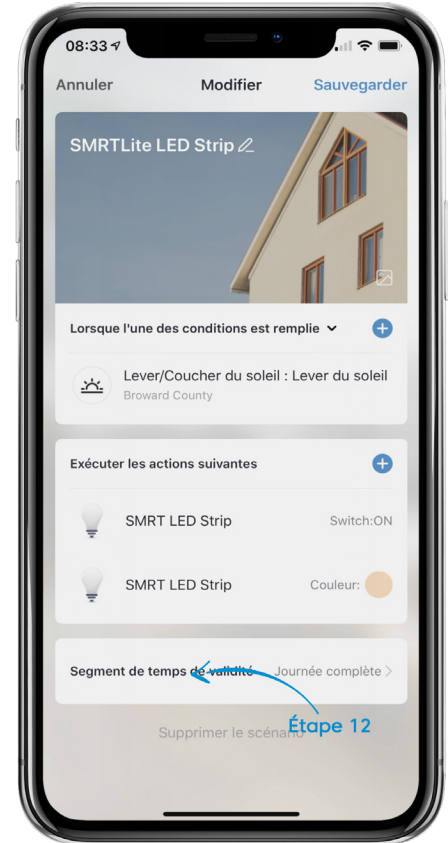 08:33
Annuler Modifier Sauvegarder
SMRTLite LED Strip
Lorsque l'une des conditions est remplie
Lever/Coucher du soleil : Lever du soleil
Broward County
Exécuter les actions suivantes
SMRT LED Strip Switch:ON
SMRT LED Strip Couleur:
Segment de temps de validité Journée complète
Étape 12
Supprimer le scénario